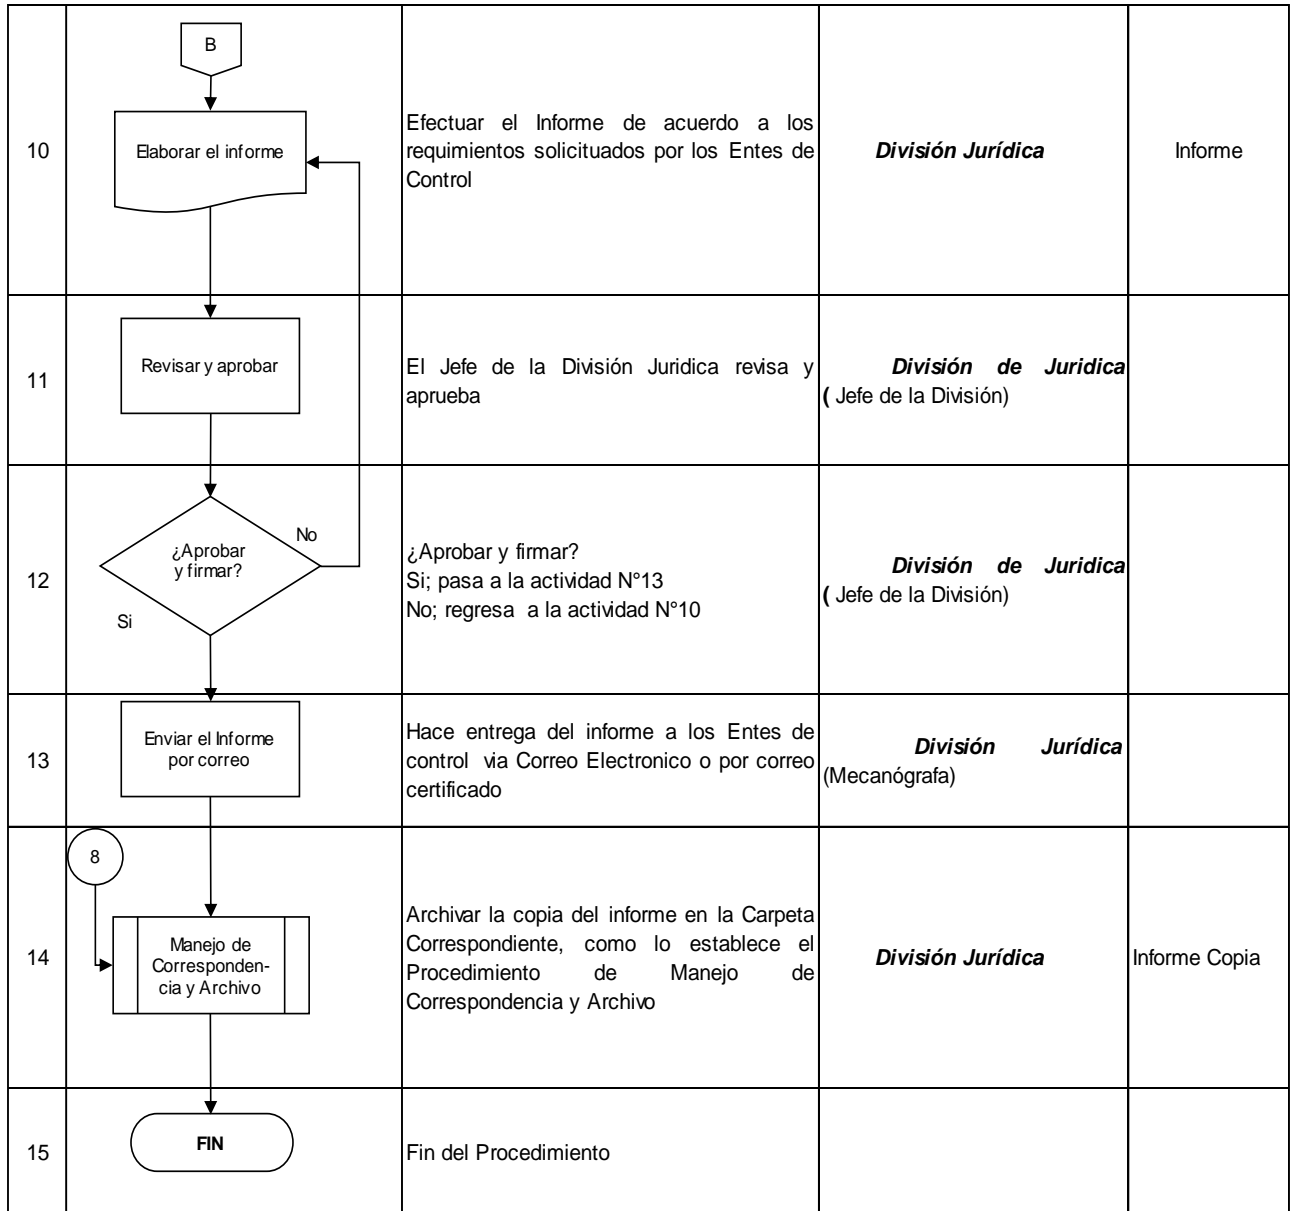 B
10
Elaborar el informe
Efectuar el Informe de acuerdo a los
requimientos solicituados por los Entes de
Control
División Jurídica
Informe
11
Revisar y aprobar
El Jefe de la División Juridica revisa y
aprueba
División de Juridica
( Jefe de la División)
12
¿Aprobar
y firmar?
No
Si
¿Aprobar y firmar?
Si; pasa a la actividad N°13
No; regresa a la actividad N°10
División de Juridica
( Jefe de la División)
13
Enviar el Informe
por correo
Hace entrega del informe a los Entes de
control via Correo Electronico o por correo
certificado
División Jurídica
(Mecanógrafa)
8
14
Manejo de
Corresponden-
cia y Archivo
Archivar la copia del informe en la Carpeta
Correspondiente, como lo establece el
Procedimiento de Manejo de
Correspondencia y Archivo
División Jurídica
Informe Copia
15
FIN
Fin del Procedimiento